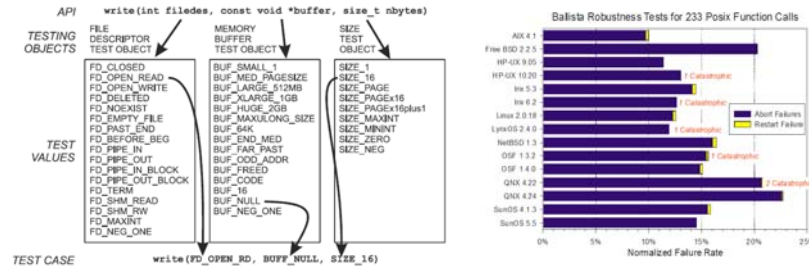 API write(int filedes, const void *buffer, size_t nbytes)
TESTING OBJECTS
FILE DESCRIPTOR TEST OBJECT
MEMORY BUFFER TEST OBJECT
SIZE TEST OBJECT
TEST VALUES
FD_CLOSED
FD_OPEN_READ
FD_OPEN_WRITE
FD_DELETED
FD_NOEXIST
FD_EMPTY_FILE
FD_PAST_END
FD_BEFORE_BEG
FD_PIPE_IN
FD_PIPE_OUT
FD_PIPE_IN_BLOCK
FD_PIPE_OUT_BLOCK
FD_TERM
FD_SHM_READ
FD_SHM_RW
FD_MAXINT
FD_NEG_ONE
BUF_SMALL_1
BUF_MED_PAGESIZE
BUF_LARGE_512MB
BUF_XLARGE_1GB
BUF_HUGE_2GB
BUF_MAXULONG_SIZE
BUF_64K
BUF_END_MED
BUF_FAR_PAST
BUF_ODD_ADDR
BUF_FREED
BUF_CODE
BUF_16
BUF_NULL
BUF_NEG_ONE
SIZE_1
SIZE_16
SIZE_PAGE
SIZE_PAGEx16
SIZE_PAGEx16plus1
SIZE_MAXINT
SIZE_MININT
SIZE_ZERO
SIZE_NEG
TEST CASE write(FD_OPEN_RD, BUFF_NULL, SIZE_16)
Ballista Robustness Tests for 233 Posix Function Calls
AIX 4.1
Free BSD 2.2.5
HP-UX 9.05
HP-UX 10.20 1 Catastrophic
Irix 5.3
Irix 6.2 1 Catastrophic
Linux 2.0.18
LynxOS 2.4.0 1 Catastrophic
NetBSD 1.3
OSF 1 3.2 1 Catastrophic
OSF 1 4.0
QNX 4.22 2 Catastroph
QNX 4.24
SunOS 4.1.3
SunOS 5.5
Abort Failures
Restart Failure
0% 5% 10% 15% 20% 25%
Normalized Failure Rate